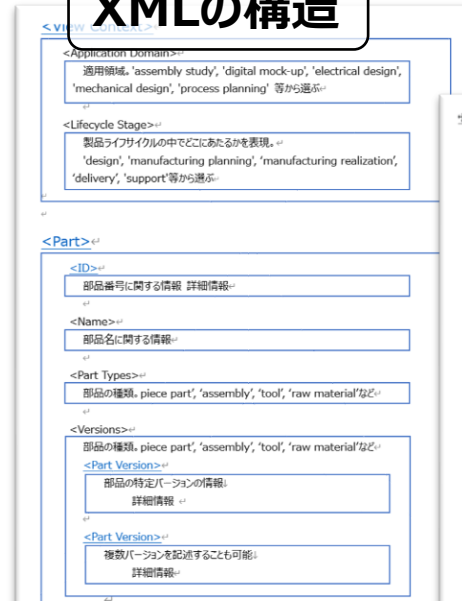 XMLの構造
<View Context>
<Application Domain>
適用領域。'assembly study', 'digital mock-up', 'electrical design',
'mechanical design', 'process planning' 等から選ぶ
<Lifecycle Stage>
製品ライフサイクルの中でどこにあたるかを表現。
'design', 'manufacturing planning', 'manufacturing realization',
'delivery', 'support'等から選ぶ
<Part>
<ID>
部品番号に関する情報 詳細情報
<Name>
部品名に関する情報
<Part Types>
部品の種類。piece part', 'assembly', 'tool', 'raw material'など
<Versions>
部品の種類。piece part', 'assembly', 'tool', 'raw material'など
<Part Version>
部品の特定バージョンの情報↓
詳細情報
<Part Version>
複数バージョンを記述することも可能↓
詳細情報